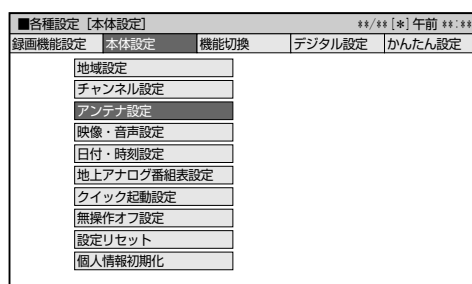 ■各種設定［本体設定］ **/**[*]午前**:**
録画機能設定 本体設定 機能切換 デジタル設定 かんたん設定
地域設定
チャンネル設定
アンテナ設定
映像・音声設定
日付・時刻設定
地上アナログ番組表設定
クイック起動設定
無操作オフ設定
設定リセット
個人情報初期化